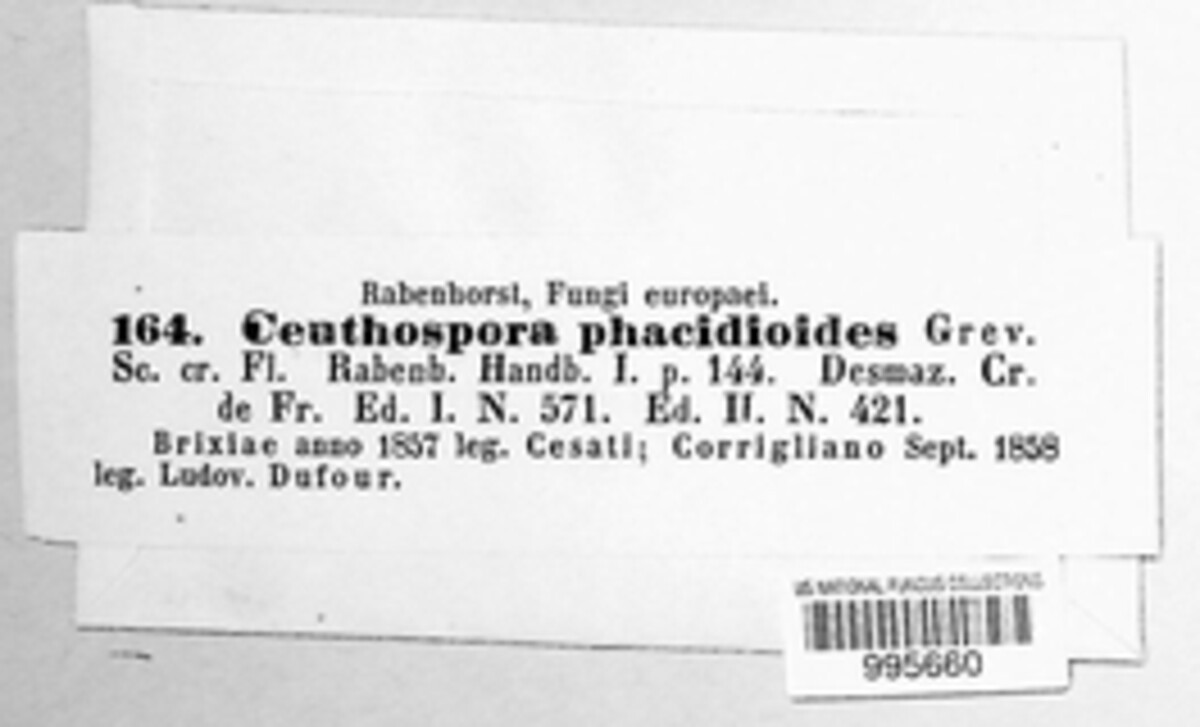 Rabenhorst, Fungi europaei.
164. Ceuthospora phacidioides Grev.
Sc. cr. Fl. Rabenh. Handb. I. p. 144. Desmaz. Cr.
de Fr. Ed. I. N. 571. Ed. II. N. 421.
Brixiae anno 1857 leg. Cesati; Corrigliano Sept. 1858
leg. Ludov. Dufour.
US NATIONAL FUNGUS COLLECTIONS
995660